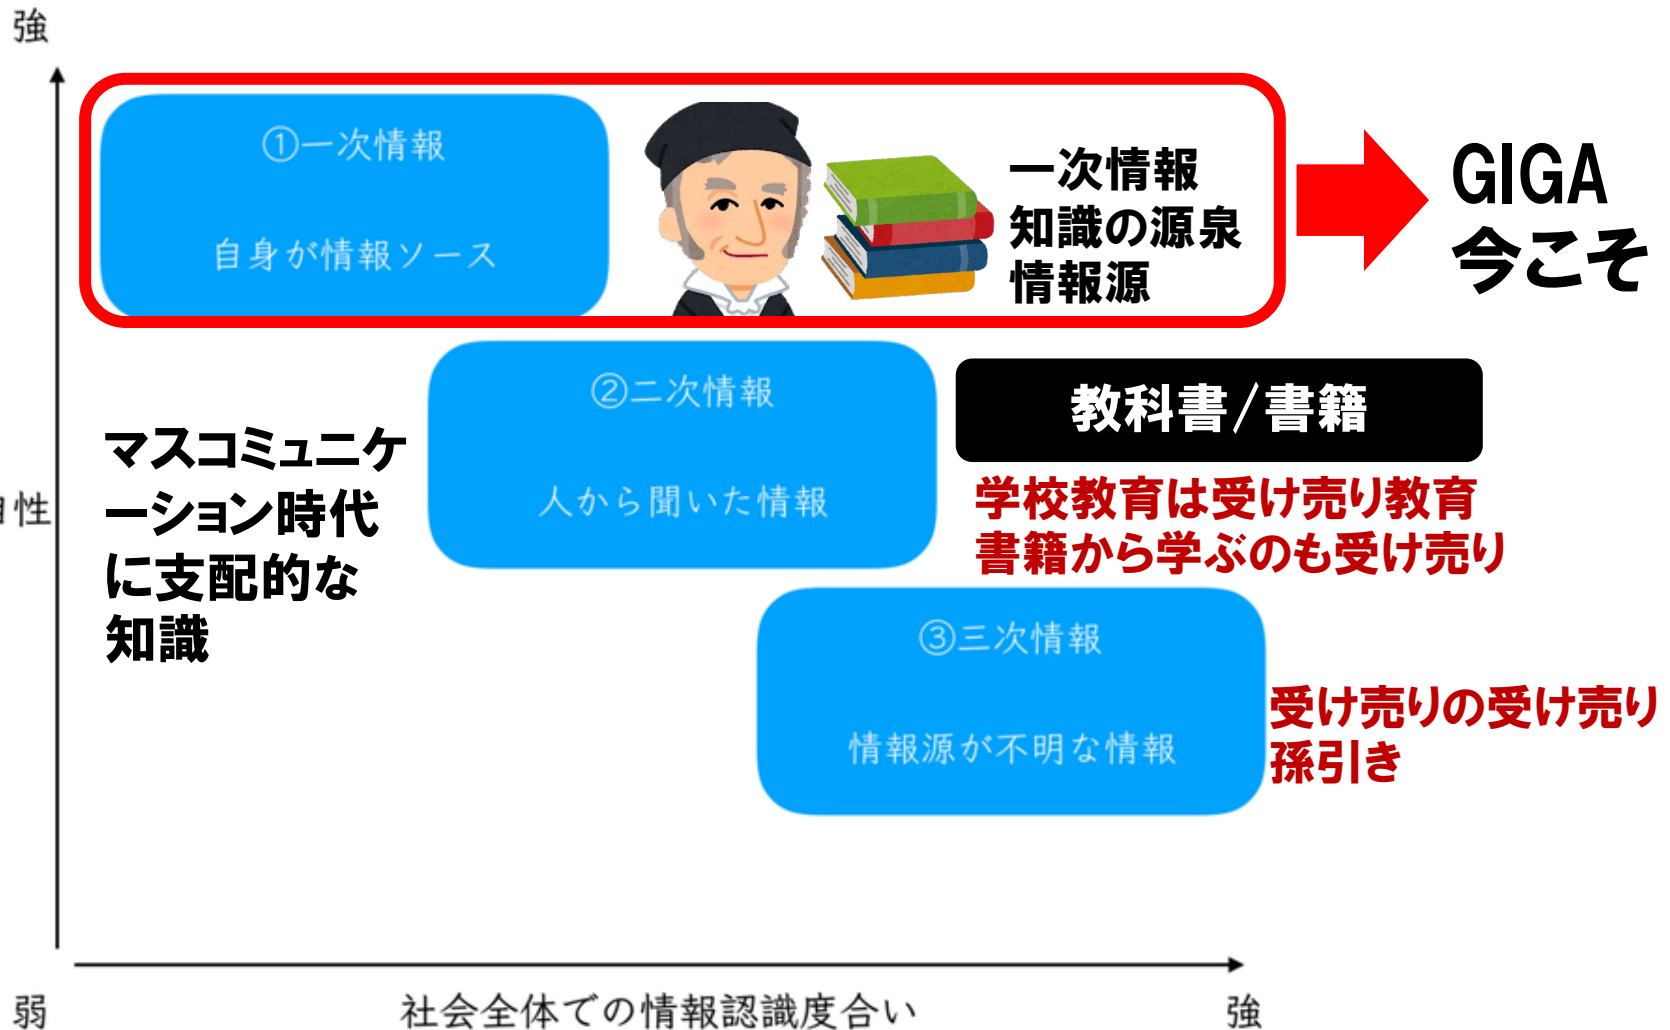 強
①一次情報
自身が情報ソース
一次情報
知識の源泉
情報源
GIGA
今こそ
②二次情報
人から聞いた情報
教科書/書籍
学校教育は受け売り教育
書籍から学ぶのも受け売り
マスコミュニケ
ーション時代
に支配的な
知識
性
③三次情報
情報源が不明な情報
受け売りの受け売り
孫引き
弱
社会全体での情報認識度合い
強